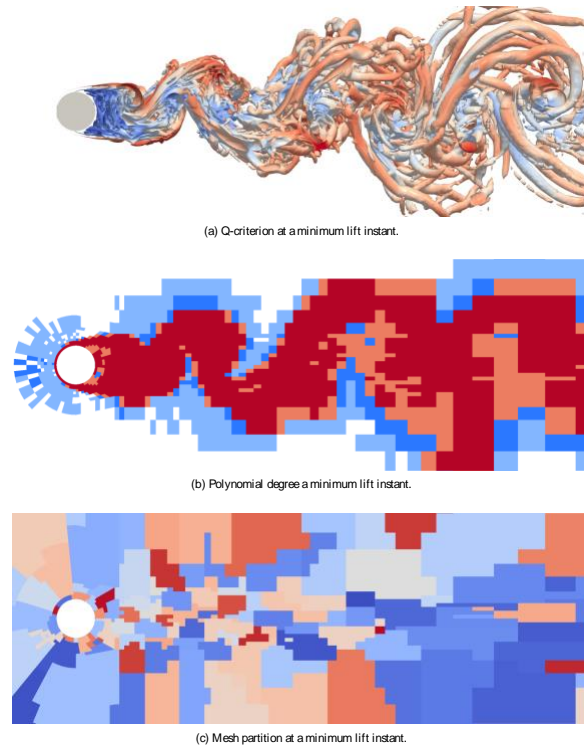 (a) Q-criterion at a minimum lift instant.
(b) Polynomial degree a minimum lift instant.
(c) Mesh partition at a minimum lift instant.